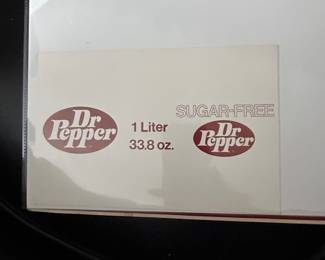 Dr
Pepper
1 Liter
33.8 oz.
SUGAR-FREE
Dr
Pepper